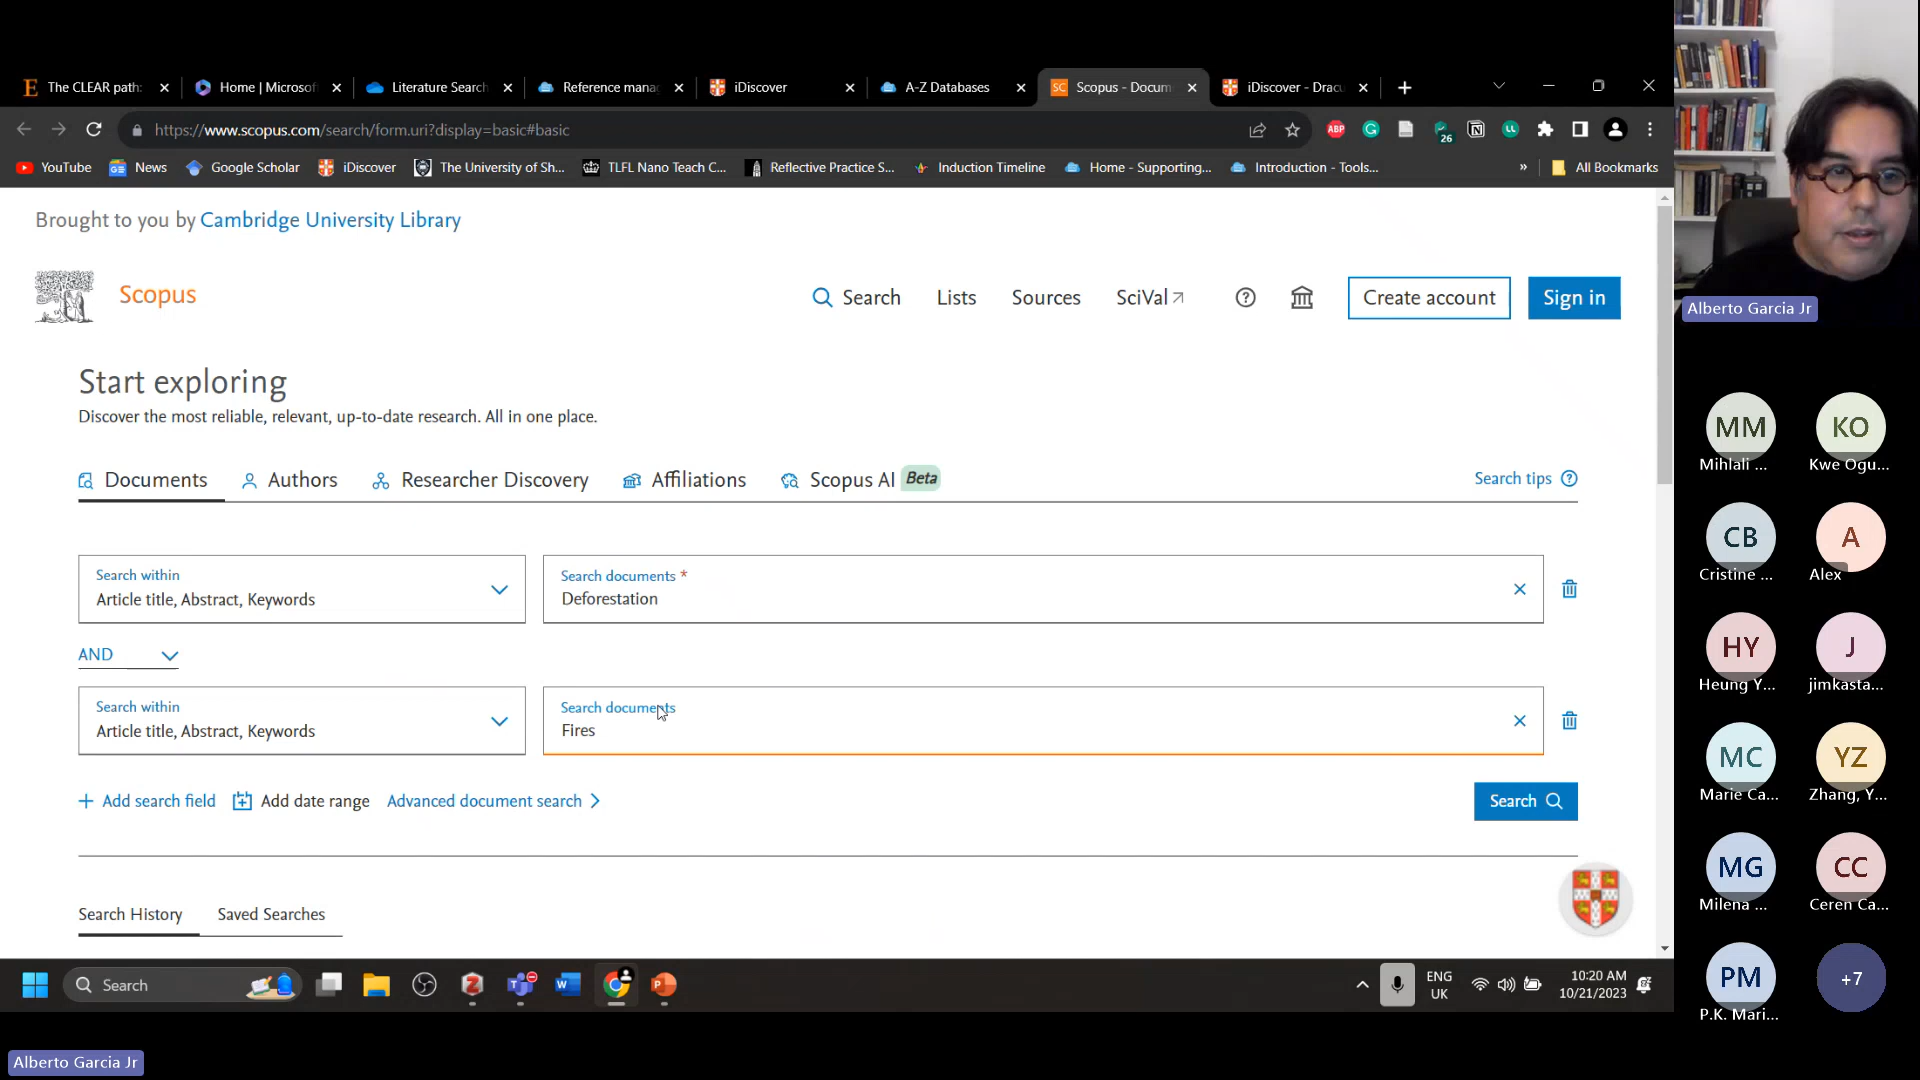 The CLEAR path:
Home | Microsof
Literature Search
Reference mana
iDiscover
A-Z Databases
Scopus - Docum
iDiscover - Dracu
https://www.scopus.com/search/form.uri?display=basic#basic
ABP
26
YouTube
News
Google Scholar
iDiscover
The University of Sh...
TLFL Nano Teach C...
Reflective Practice S...
Induction Timeline
Home - Supporting...
Introduction - Tools...
»
All Bookmarks
Brought to you by Cambridge University Library
Scopus
Search
Lists
Sources
SciVal
Create account
Sign in
Start exploring
Discover the most reliable, relevant, up-to-date research. All in one place.
Documents
Authors
Researcher Discovery
Affiliations
Scopus AI Beta
Search tips
Search within
Article title, Abstract, Keywords
Search documents *
Deforestation
AND
Search within
Article title, Abstract, Keywords
Search documents
Fires
Add search field
Add date range
Advanced document search
Search
Search History
Saved Searches
Search
ENG
UK
10:20 AM
10/21/2023
Alberto Garcia Jr
Alberto Garcia Jr
MM
Mihlali ...
KO
Kwe Ogu...
CB
Cristine ...
A
Alex
HY
Heung Y...
J
jimkasta...
MC
Marie Ca...
YZ
Zhang, Y...
MG
Milena ...
CC
Ceren Ca...
PM
P.K. Mari...
+7